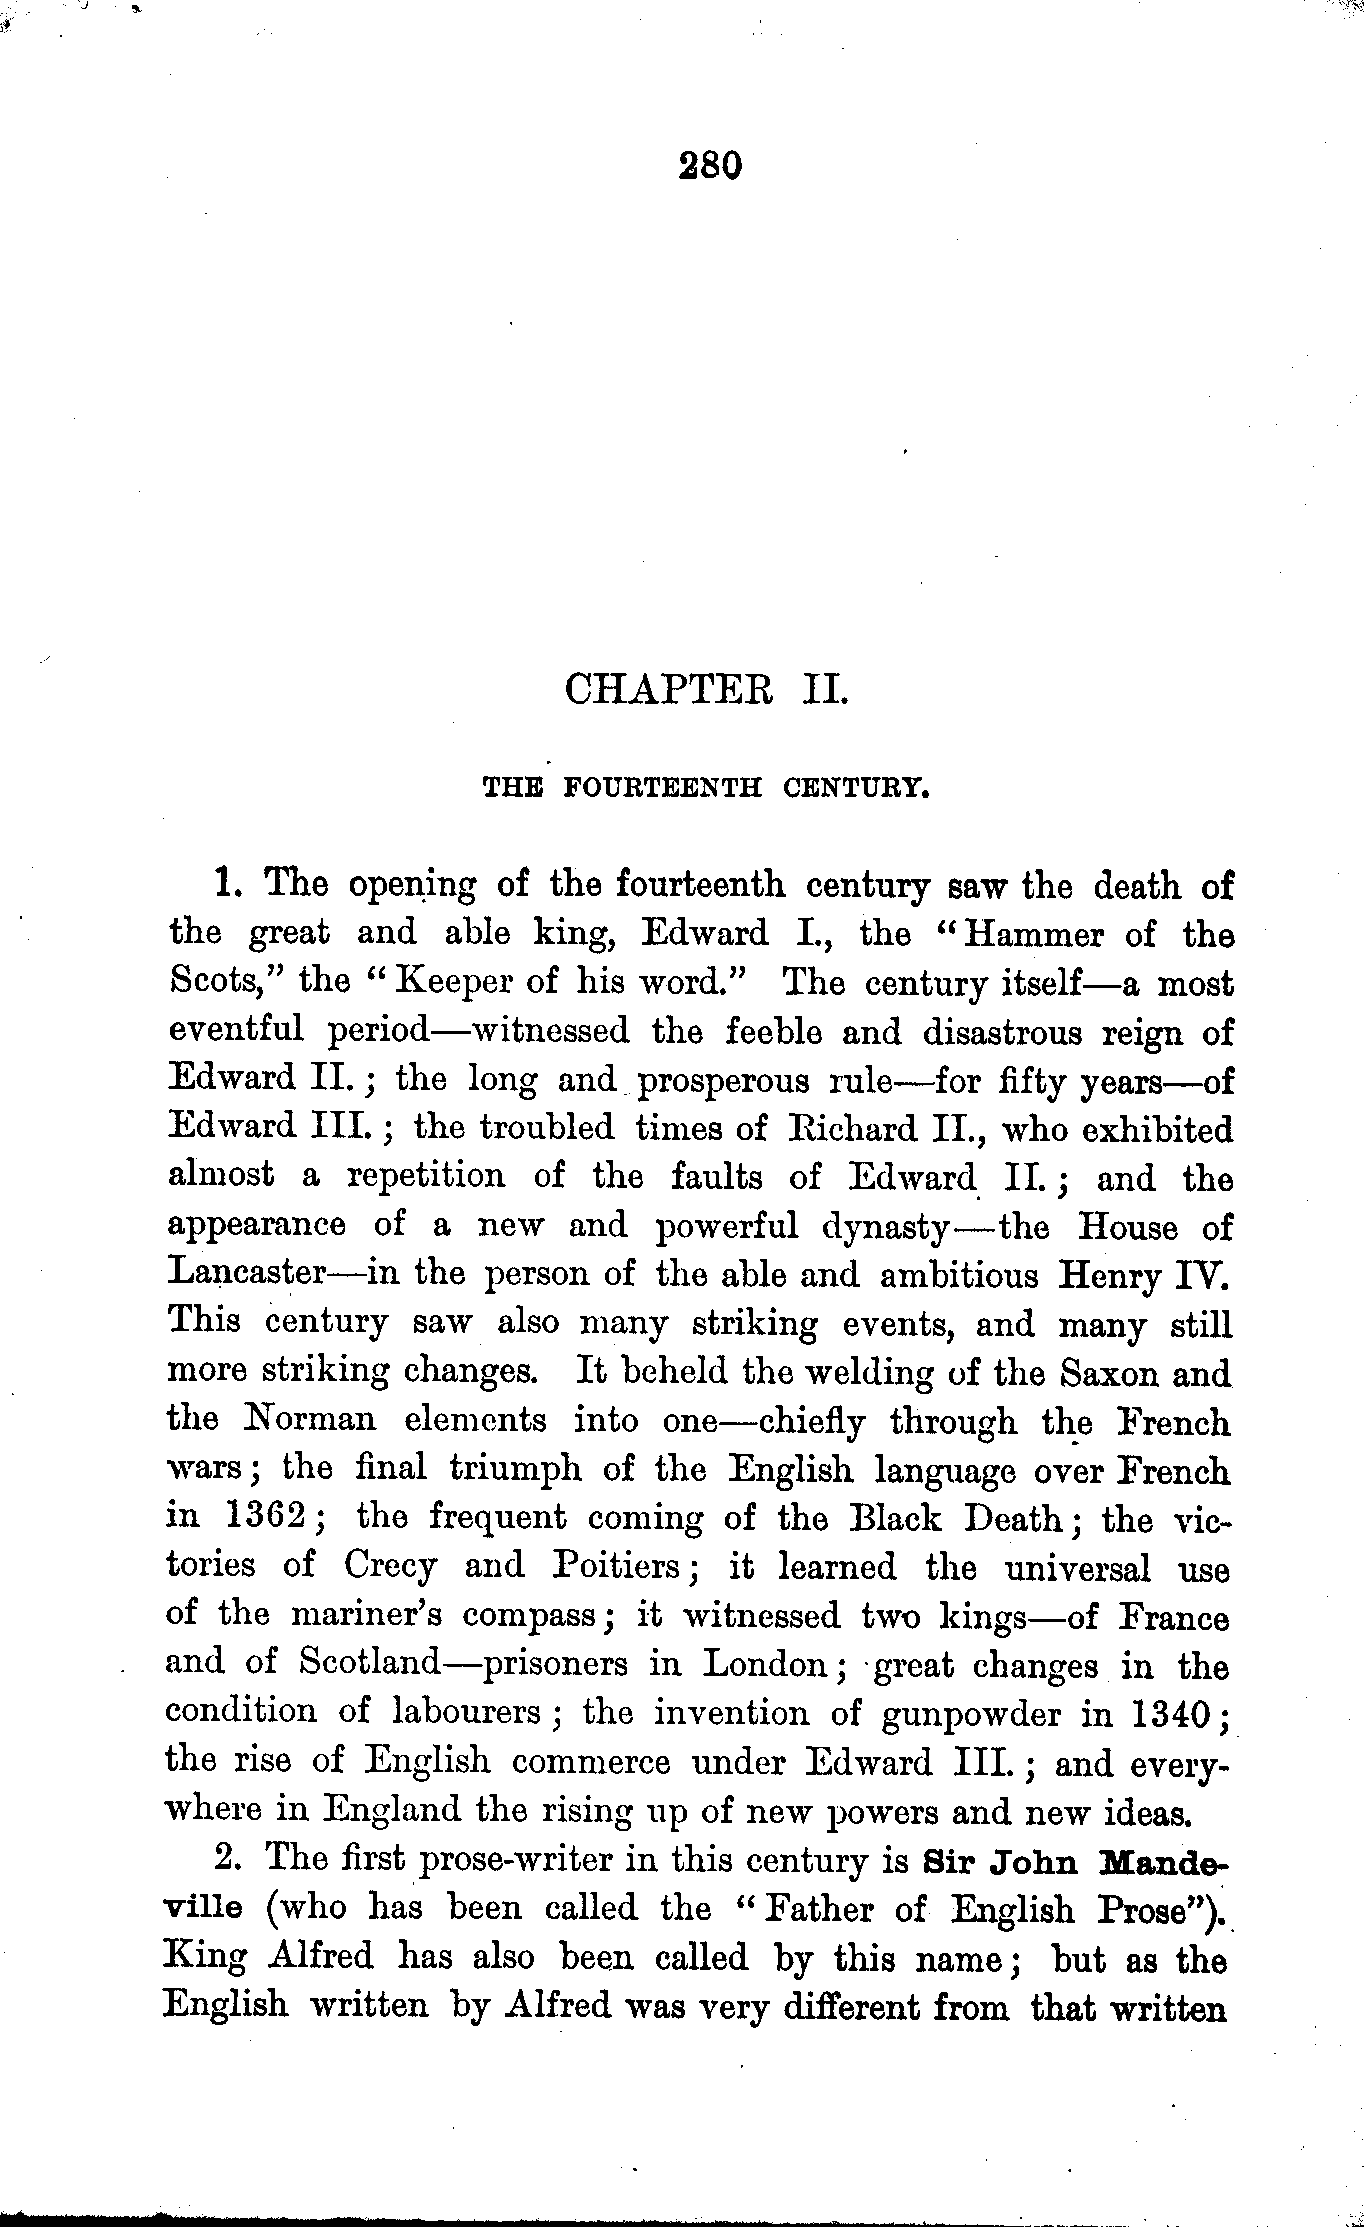 280
CHAPTER II.
THE FOURTEENTH CENTURY.
1. The opening of the fourteenth century saw the death of
the great and able king, Edward I., the “Hammer of the
Scots,” the “Keeper of his word.” The century itself—a most
eventful period—witnessed the feeble and disastrous reign of
Edward II.; the long and prosperous rule—for fifty years—of
Edward III.; the troubled times of Richard II., who exhibited
almost a repetition of the faults of Edward II.; and the
appearance of a new and powerful dynasty—the House of
Lancaster—in the person of the able and ambitious Henry IV.
This century saw also many striking events, and many still
more striking changes. It beheld the welding of the Saxon and
the Norman elements into one—chiefly through the French
wars; the final triumph of the English language over French
in 1362; the frequent coming of the Black Death; the vic-
tories of Crecy and Poitiers; it learned the universal use
of the mariner’s compass; it witnessed two kings—of France
and of Scotland—prisoners in London; great changes in the
condition of labourers; the invention of gunpowder in 1340;
the rise of English commerce under Edward III.; and every-
where in England the rising up of new powers and new ideas.
2. The first prose-writer in this century is Sir John Mande-
ville (who has been called the “Father of English Prose”).
King Alfred has also been called by this name; but as the
English written by Alfred was very different from that written